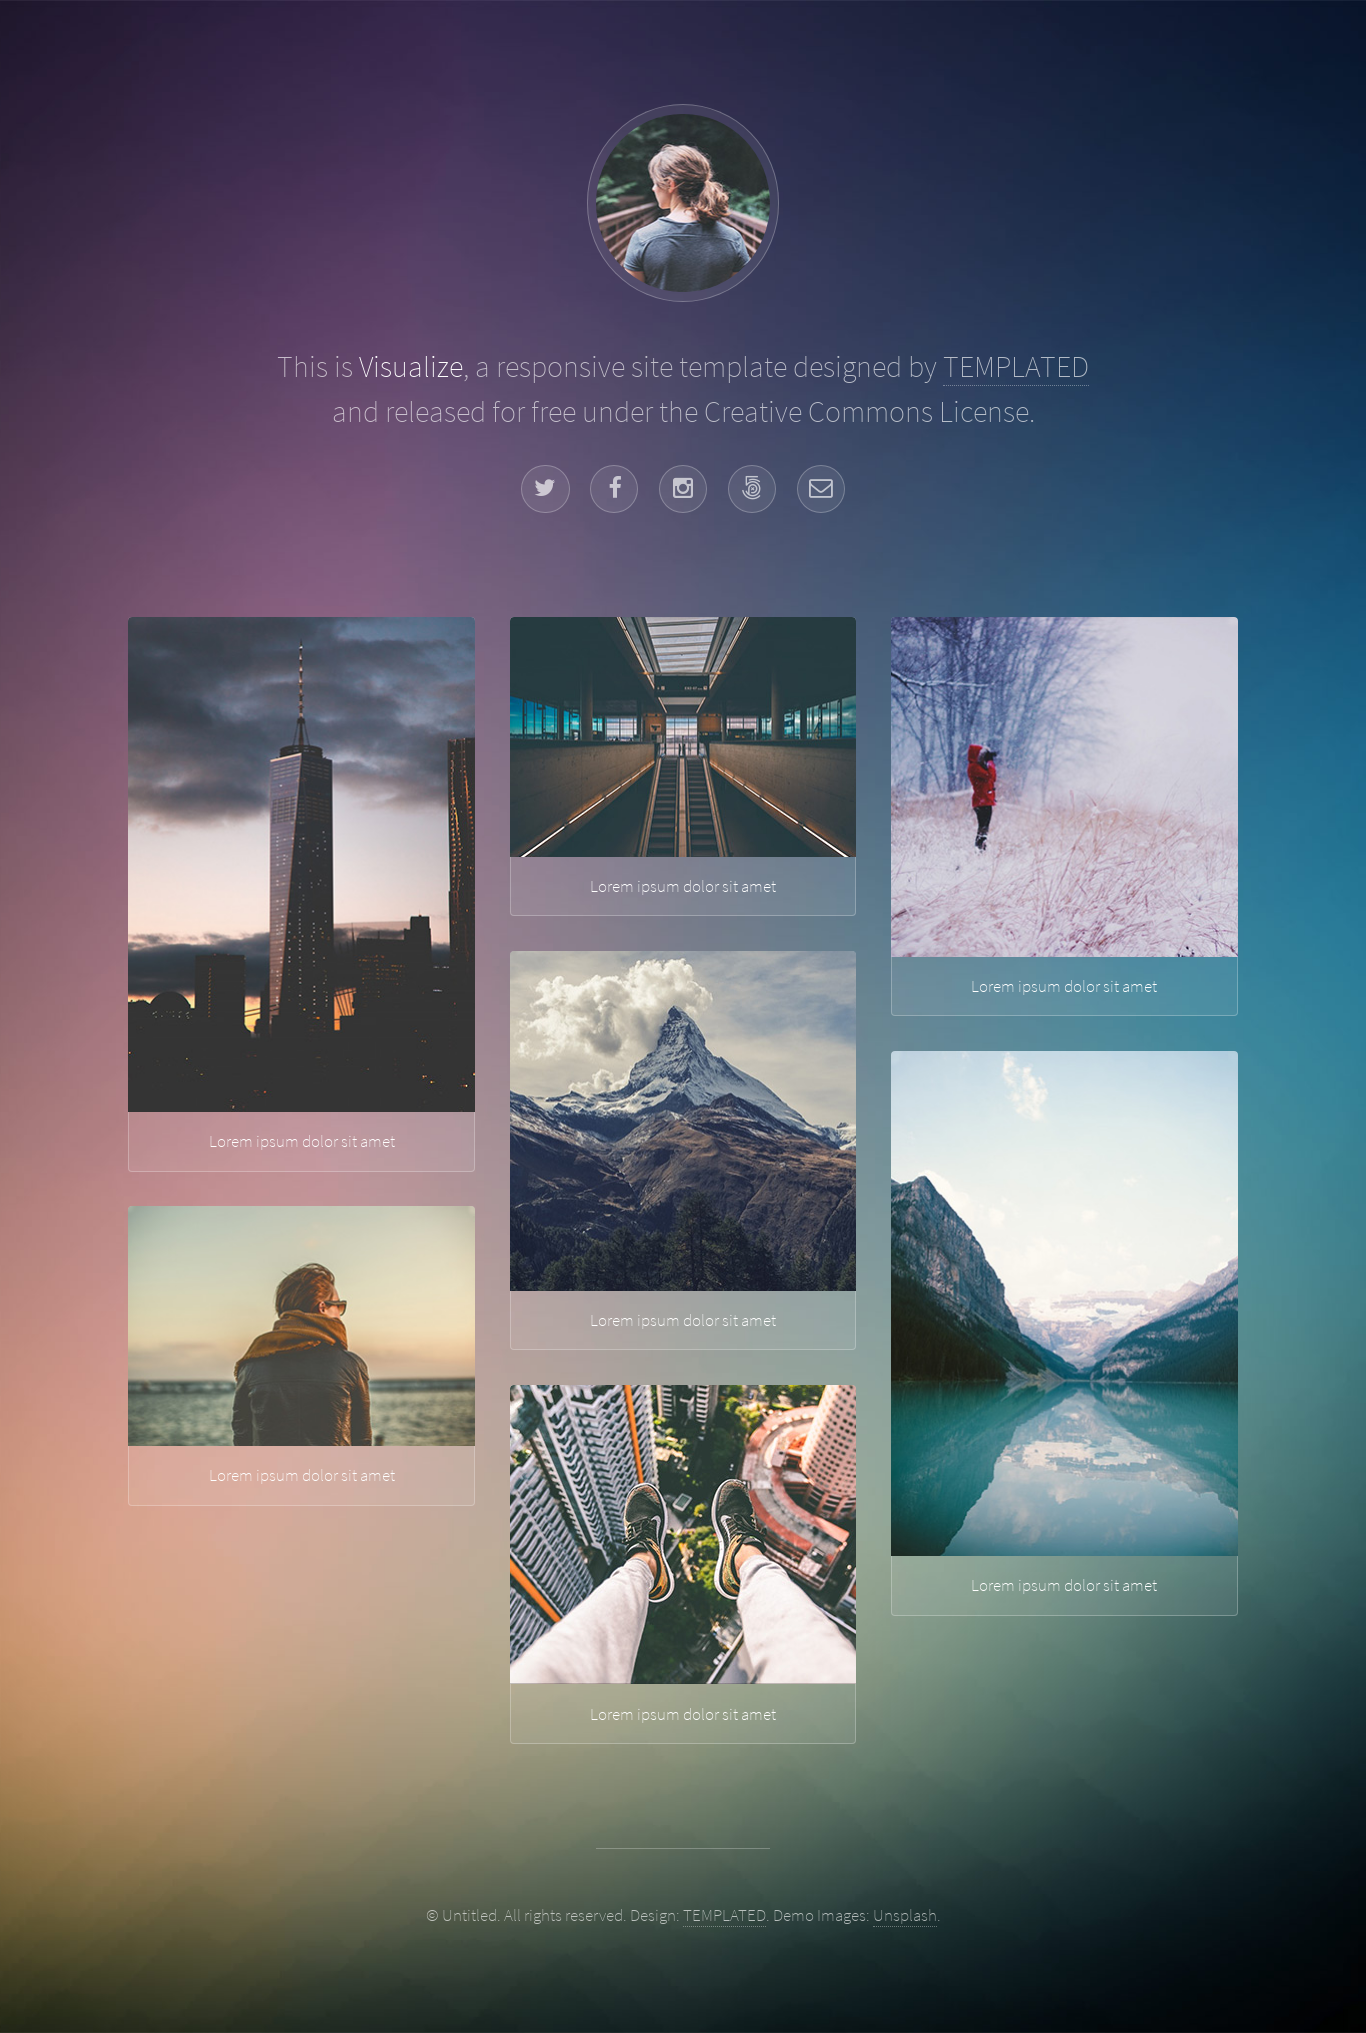 This is Visualize, a responsive site template designed by TEMPLATED
and released for free under the Creative Commons License.
Lorem ipsum dolor sit amet
Lorem ipsum dolor sit amet
Lorem ipsum dolor sit amet
Lorem ipsum dolor sit amet
Lorem ipsum dolor sit amet
Lorem ipsum dolor sit amet
Lorem ipsum dolor sit amet
© Untitled. All rights reserved. Design: TEMPLATED. Demo Images: Unsplash.